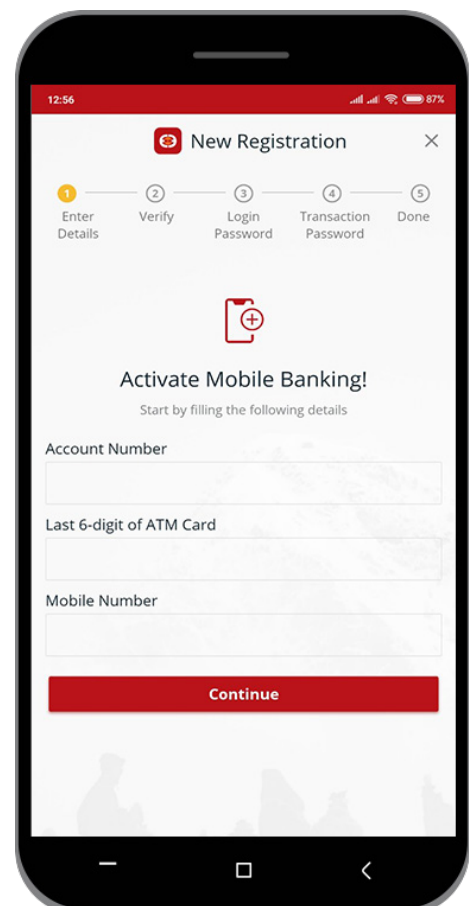 12:56 87%
New Registration
1 2 3 4 5
Enter Details Verify Login Password Transaction Password Done
Activate Mobile Banking!
Start by filling the following details
Account Number
Last 6-digit of ATM Card
Mobile Number
Continue